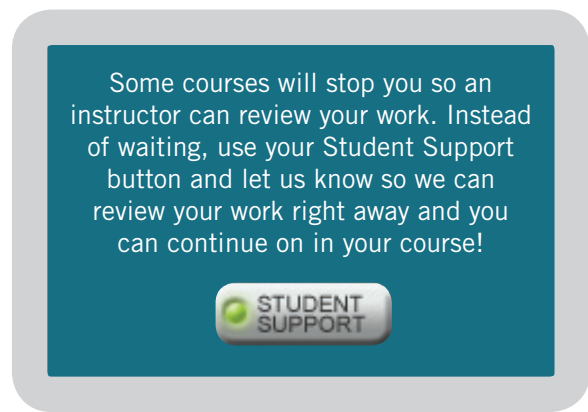 Some courses will stop you so an
instructor can review your work. Instead
of waiting, use your Student Support
button and let us know so we can
review your work right away and you
can continue on in your course!
STUDENT
SUPPORT